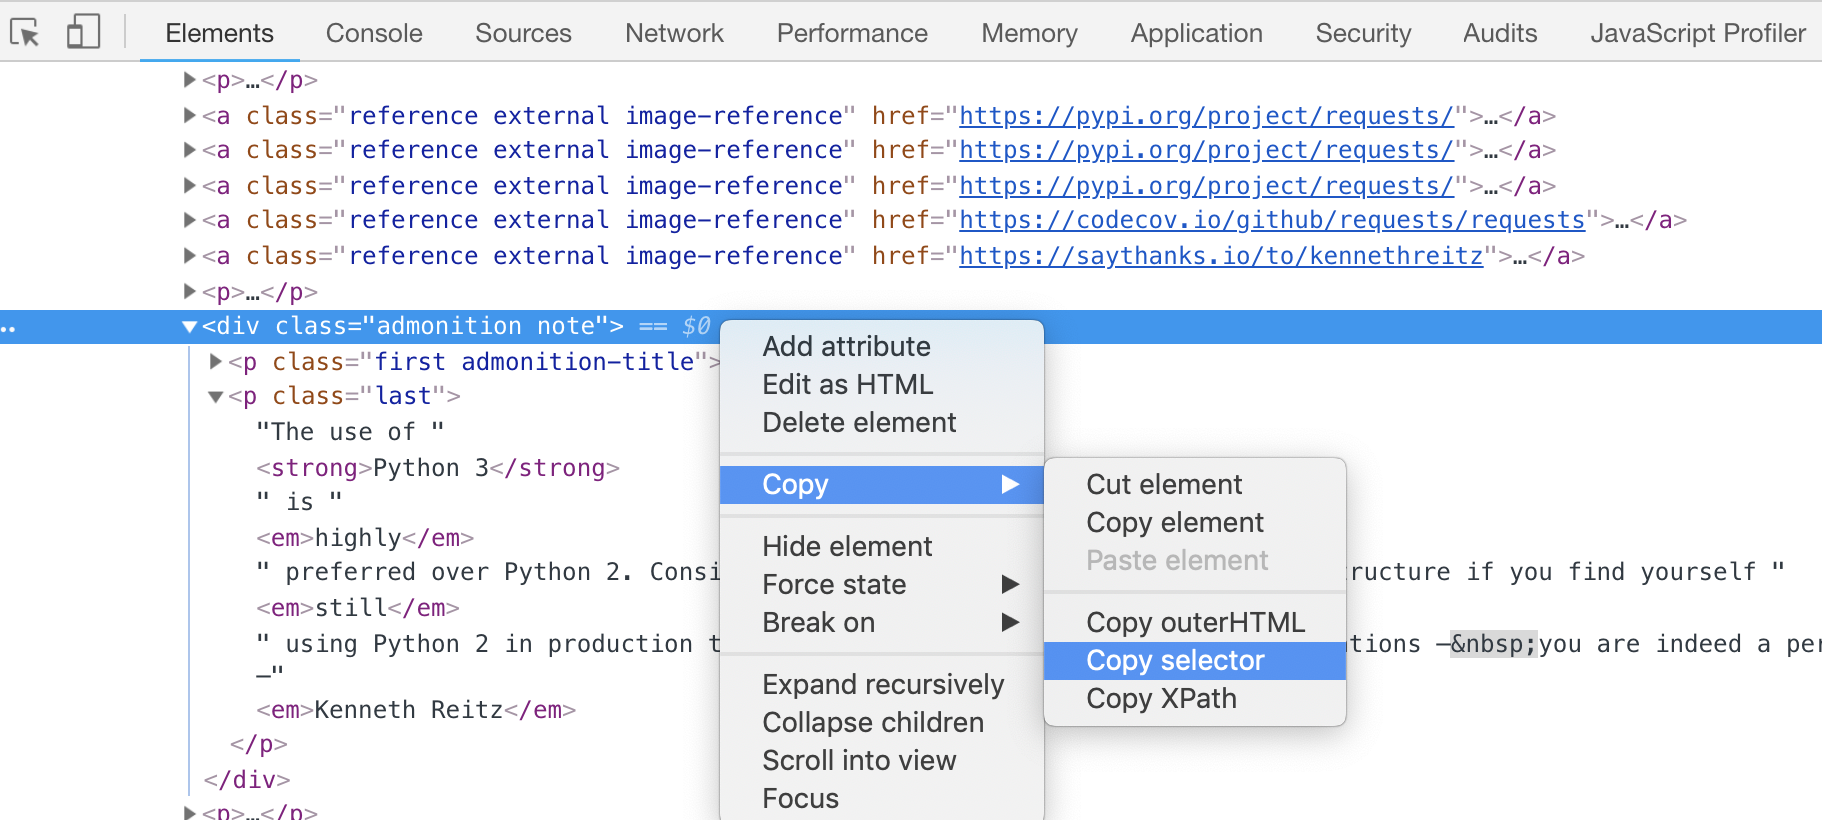 Elements Console Sources Network Performance Memory Application Security Audits JavaScript Profiler
<p>…</p>
<a class="reference external image-reference" href="https://pypi.org/project/requests/">…</a>
<a class="reference external image-reference" href="https://pypi.org/project/requests/">…</a>
<a class="reference external image-reference" href="https://pypi.org/project/requests/">…</a>
<a class="reference external image-reference" href="https://codecov.io/github/requests/requests">…</a>
<a class="reference external image-reference" href="https://saythanks.io/to/kennethreitz">…</a>
<p>…</p>
<div class="admonition note"> == $0
<p class="first admonition-title">
<p class="last">
"The use of "
<strong>Python 3</strong>
" is "
<em>highly</em>
" preferred over Python 2. Consi ructure if you find yourself "
<em>still</em>
" using Python 2 in production t tions —&nbsp;you are indeed a per
—"
<em>Kenneth Reitz</em>
</p>
</div>
<p>…</p>
Add attribute
Edit as HTML
Delete element
Copy
Hide element
Force state
Break on
Expand recursively
Collapse children
Scroll into view
Focus
Cut element
Copy element
Paste element
Copy outerHTML
Copy selector
Copy XPath